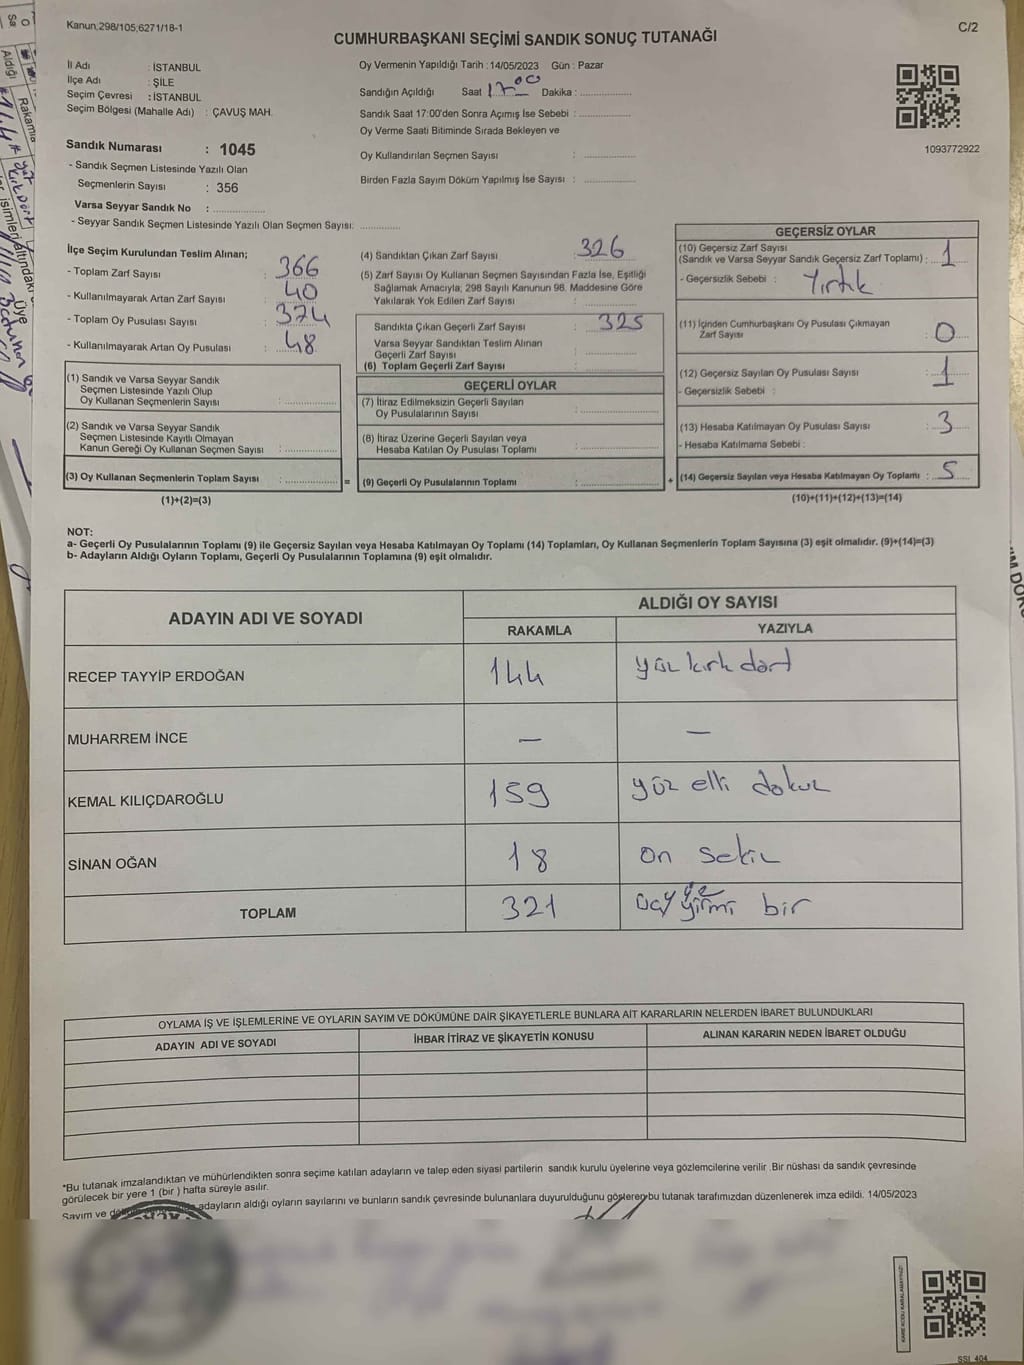 Kanun;298/105;6271/18-1
C/2
CUMHURBAŞKANI SEÇİMİ SANDIK SONUÇ TUTANAĞI
İl Adı : İSTANBUL
İlçe Adı : ŞİLE
Seçim Çevresi : İSTANBUL
Seçim Bölgesi (Mahalle Adı) : ÇAVUŞ MAH.
Sandık Numarası : 1045
- Sandık Seçmen Listesinde Yazılı Olan
Seçmenlerin Sayısı : 356
Varsa Seyyar Sandık No : ....................
- Seyyar Sandık Seçmen Listesinde Yazılı Olan Seçmen Sayısı: ..............
Oy Vermenin Yapıldığı Tarih : 14/05/2023 Gün : Pazar
Sandığın Açıldığı Saat 17 00 Dakika : ..................
Sandık Saat 17:00'den Sonra Açımış İse Sebebi : ..................
Oy Verme Saati Bitiminde Sırada Bekleyen ve
Oy Kullandırılan Seçmen Sayısı : ..................
Birden Fazla Sayım Döküm Yapılmış İse Sayısı : ..................
1093772922
İlçe Seçim Kurulundan Teslim Alınan;
- Toplam Zarf Sayısı : 366
- Kullanılmayarak Artan Zarf Sayısı : 40
- Toplam Oy Pusulası Sayısı : 374
- Kullanılmayarak Artan Oy Pusulası : 48
(1) Sandık ve Varsa Seyyar Sandık
Seçmen Listesinde Yazılı Olup
Oy Kullanan Seçmenlerin Sayısı : ..................
(2) Sandık ve Varsa Seyyar Sandık
Seçmen Listesinde Kayıtlı Olmayan
Kanun Gereği Oy Kullanan Seçmen Sayısı : ..................
(3) Oy Kullanan Seçmenlerin Toplam Sayısı : .................. =
(1)+(2)=(3)
(4) Sandıktan Çıkan Zarf Sayısı : 326
(5) Zarf Sayısı Oy Kullanan Seçmen Sayısından Fazla İse, Eşitliği
Sağlamak Amacıyla, 298 Sayılı Kanunun 98. Maddesine Göre
Yakılarak Yok Edilen Zarf Sayısı : ..................
Sandıkta Çıkan Geçerli Zarf Sayısı : 325
Varsa Seyyar Sandıktan Teslim Alınan
Geçerli Zarf Sayısı : ..................
(6) Toplam Geçerli Zarf Sayısı : ..................
GEÇERLİ OYLAR
(7) İtiraz Edilmeksizin Geçerli Sayılan
Oy Pusulalarının Sayısı : ..................
(8) İtiraz Üzerine Geçerli Sayılan veya
Hesaba Katılan Oy Pusulası Toplamı : ..................
(9) Geçerli Oy Pusulalarının Toplamı : .................. +
GEÇERSİZ OYLAR
(10) Geçersiz Zarf Sayısı
(Sandık ve Varsa Seyyar Sandık Geçersiz Zarf Toplamı) : 1
- Geçersizlik Sebebi : Yırtık
(11) İçinden Cumhurbaşkanı Oy Pusulası Çıkmayan
Zarf Sayısı : 0
(12) Geçersiz Sayılan Oy Pusulası Sayısı : 1
- Geçersizlik Sebebi :
(13) Hesaba Katılmayan Oy Pusulası Sayısı : 3
- Hesaba Katılmama Sebebi :
(14) Geçersiz Sayılan veya Hesaba Katılmayan Oy Toplamı : 5
(10)+(11)+(12)+(13)=(14)
NOT:
a- Geçerli Oy Pusulalarının Toplamı (9) ile Geçersiz Sayılan veya Hesaba Katılmayan Oy Toplamı (14) Toplamları, Oy Kullanan Seçmenlerin Toplam Sayısına (3) eşit olmalıdır. (9)+(14)=(3)
b- Adayların Aldığı Oyların Toplamı, Geçerli Oy Pusulalarının Toplamına (9) eşit olmalıdır.
ADAYIN ADI VE SOYADI
ALDIĞI OY SAYISI
RAKAMLA YAZIYLA
RECEP TAYYİP ERDOĞAN 144 yüz kırk dört
MUHARREM İNCE — —
KEMAL KILIÇDAROĞLU 159 yüz elli dokuz
SİNAN OĞAN 18 on sekiz
TOPLAM 321 üçyüz yirmi bir
OYLAMA İŞ VE İŞLEMLERİNE VE OYLARIN SAYIM VE DÖKÜMÜNE DAİR ŞİKAYETLERLE BUNLARA AİT KARARLARIN NELERDEN İBARET BULUNDUKLARI
ADAYIN ADI VE SOYADI İHBAR İTİRAZ VE ŞİKAYETİN KONUSU ALINAN KARARIN NEDEN İBARET OLDUĞU
*Bu tutanak imzalandıktan ve mühürlendikten sonra seçime katılan adayların ve talep eden siyasi partilerin sandık kurulu üyelerine veya gözlemcilerine verilir .Bir nüshası da sandık çevresinde
görülecek bir yere 1 (bir ) hafta süreyle asılır.
Sayım ve adayların aldığı oyların sayılarını ve bunların sandık çevresinde bulunanlara duyurulduğunu gösteren bu tutanak tarafımızdan düzenlenerek imza edildi. 14/05/2023
SSI_404